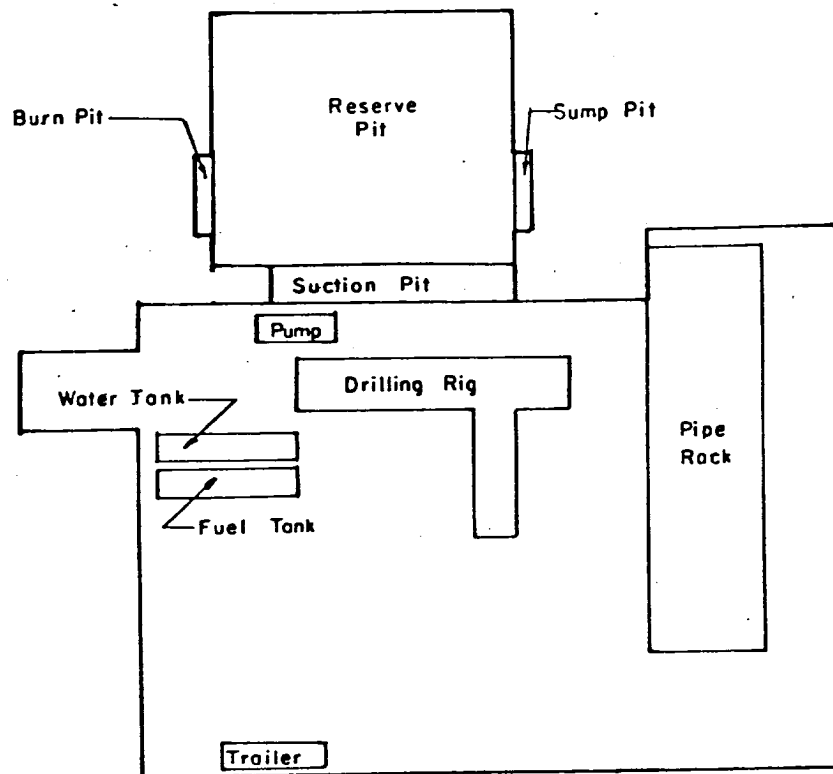 Reserve
Pit
Burn Pit
Sump Pit
Suction Pit
Pump
Drilling Rig
Water Tank
Pipe
Rack
Fuel Tank
Trailer